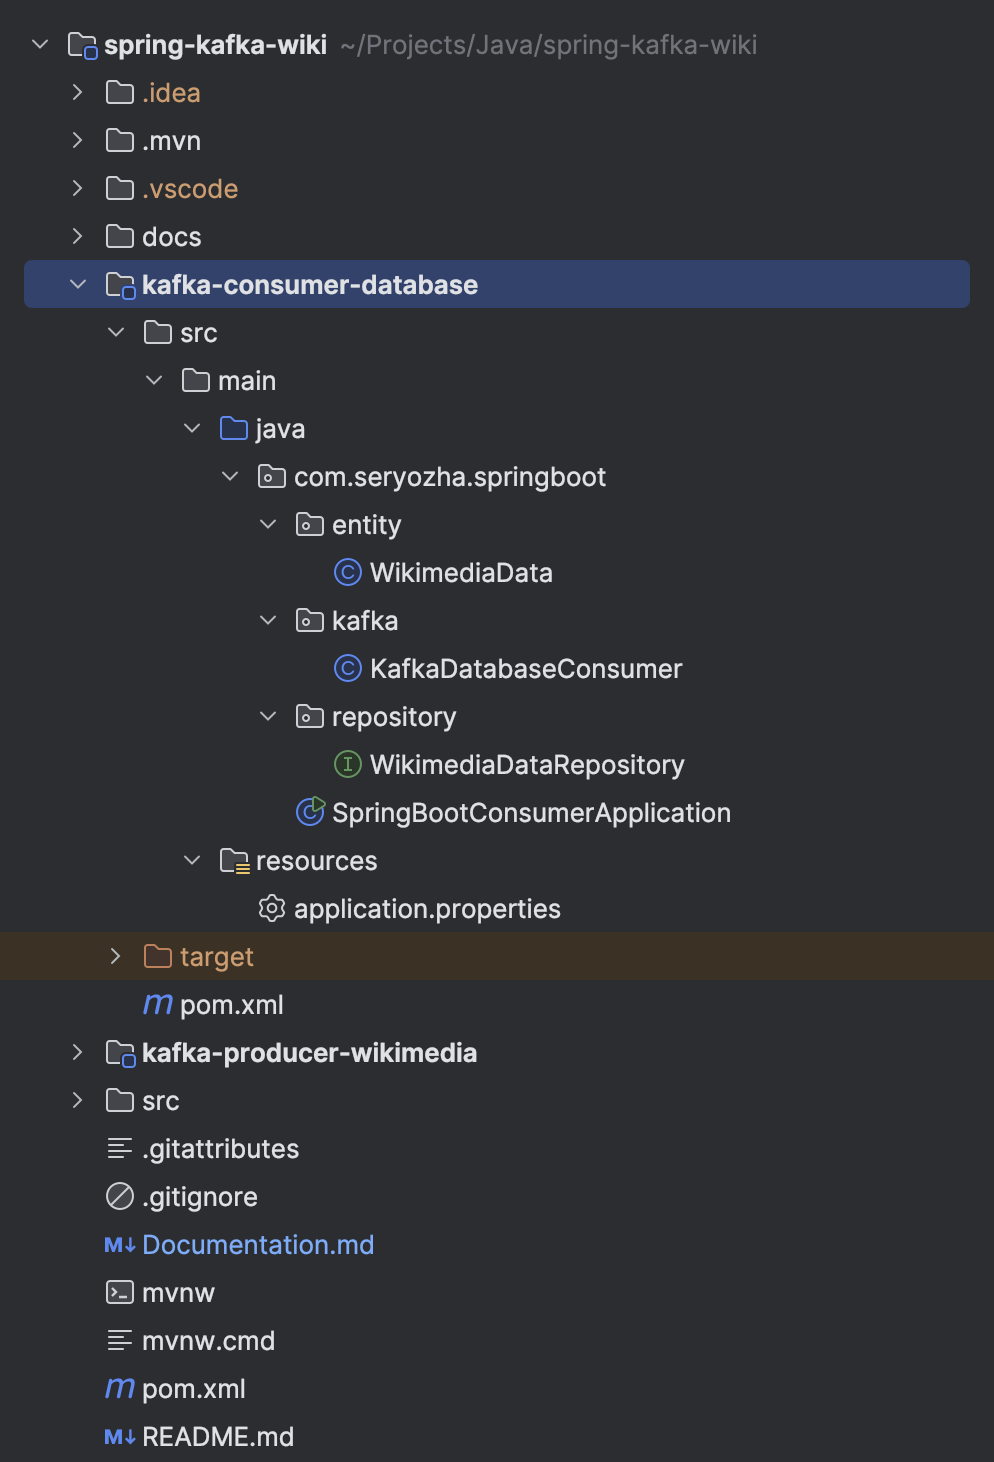 spring-kafka-wiki ~/Projects/Java/spring-kafka-wiki
.idea
.mvn
.vscode
docs
kafka-consumer-database
src
main
java
com.seryozha.springboot
entity
C WikimediaData
kafka
C KafkaDatabaseConsumer
repository
I WikimediaDataRepository
C SpringBootConsumerApplication
resources
application.properties
target
m pom.xml
kafka-producer-wikimedia
src
.gitattributes
.gitignore
M↓ Documentation.md
mvnw
mvnw.cmd
m pom.xml
M↓ README.md